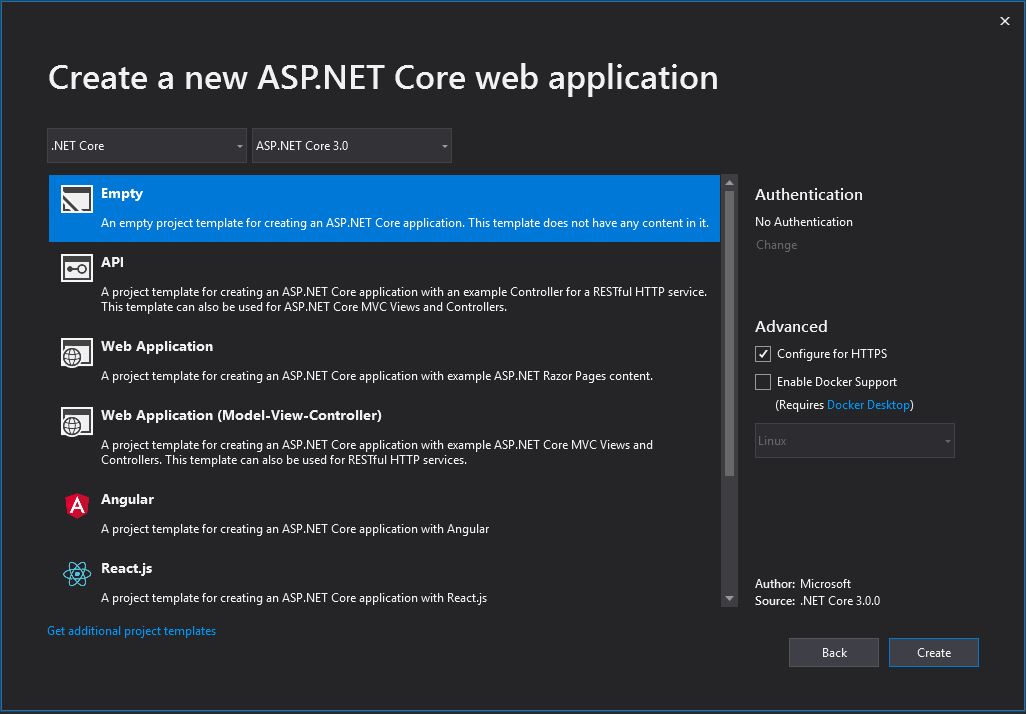 Create a new ASP.NET Core web application
.NET Core
ASP.NET Core 3.0
Empty
An empty project template for creating an ASP.NET Core application. This template does not have any content in it.
API
A project template for creating an ASP.NET Core application with an example Controller for a RESTful HTTP service.
This template can also be used for ASP.NET Core MVC Views and Controllers.
Web Application
A project template for creating an ASP.NET Core application with example ASP.NET Razor Pages content.
Web Application (Model-View-Controller)
A project template for creating an ASP.NET Core application with example ASP.NET Core MVC Views and
Controllers. This template can also be used for RESTful HTTP services.
Angular
A project template for creating an ASP.NET Core application with Angular
React.js
A project template for creating an ASP.NET Core application with React.js
Get additional project templates
Authentication
No Authentication
Change
Advanced
Configure for HTTPS
Enable Docker Support
(Requires Docker Desktop)
Linux
Author: Microsoft
Source: .NET Core 3.0.0
Back
Create